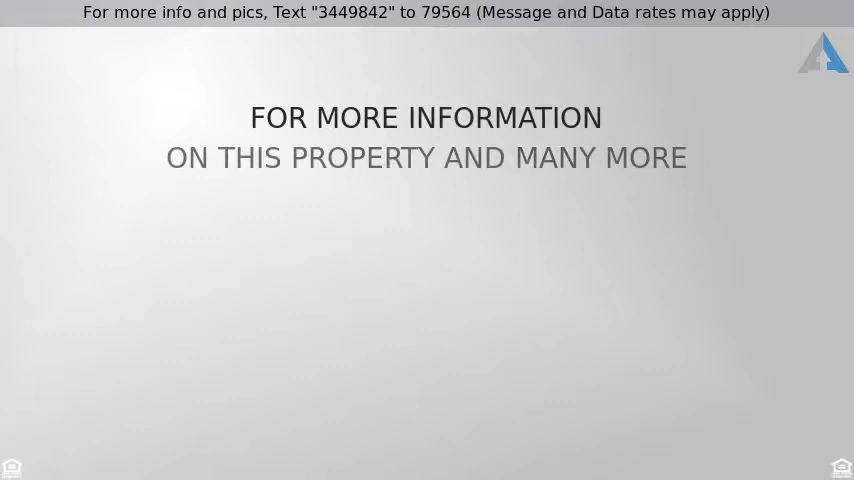 For more info and pics, Text "3449842" to 79564 (Message and Data rates may apply)
FOR MORE INFORMATION
ON THIS PROPERTY AND MANY MORE